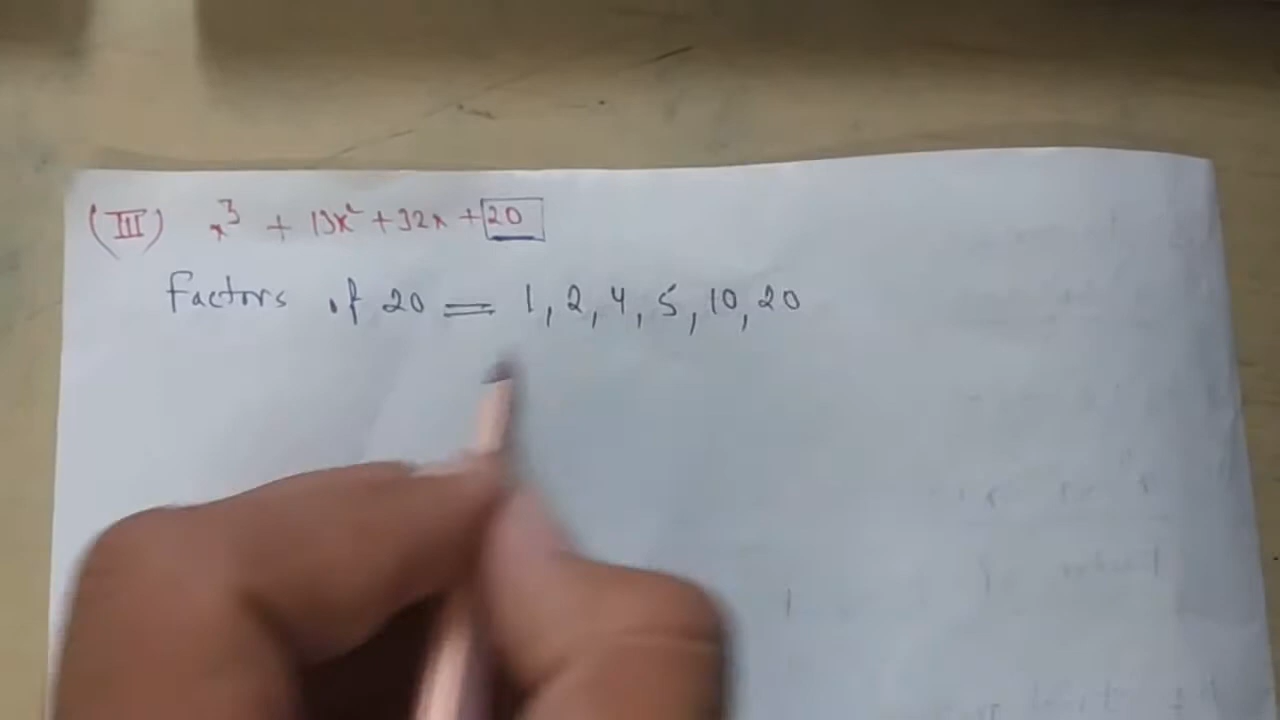 (III) x³ + 13x² + 32x + 20
Factors of 20 = 1, 2, 4, 5, 10, 20